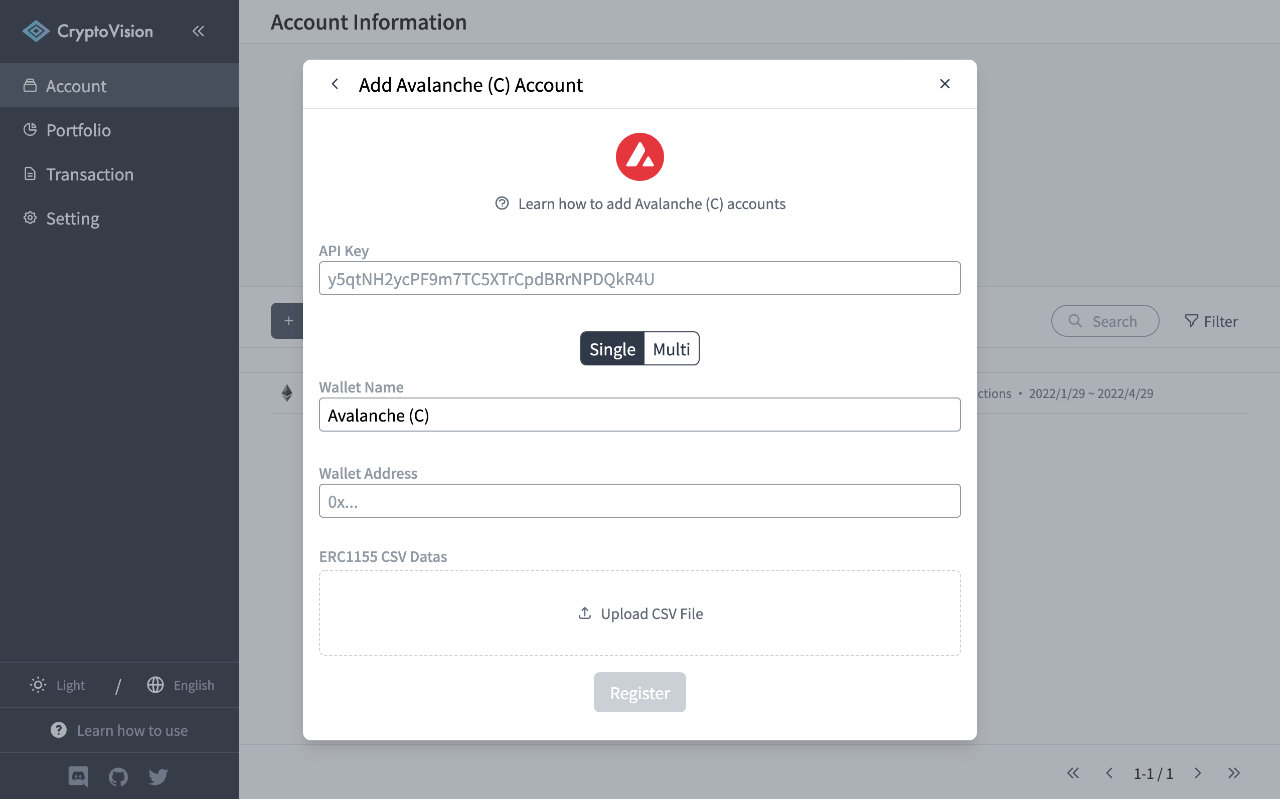 CryptoVision
Account
Portfolio
Transaction
Setting
Light / English
Learn how to use
Account Information
Add Avalanche (C) Account
Learn how to add Avalanche (C) accounts
API Key
y5qtNH2ycPF9m7TC5XTrCpdBRrNPDQkR4U
Single Multi
Wallet Name
Avalanche (C)
Wallet Address
0x...
ERC1155 CSV Datas
Upload CSV File
Register
+
Search Filter
ctions • 2022/1/29 ~ 2022/4/29
1-1 / 1